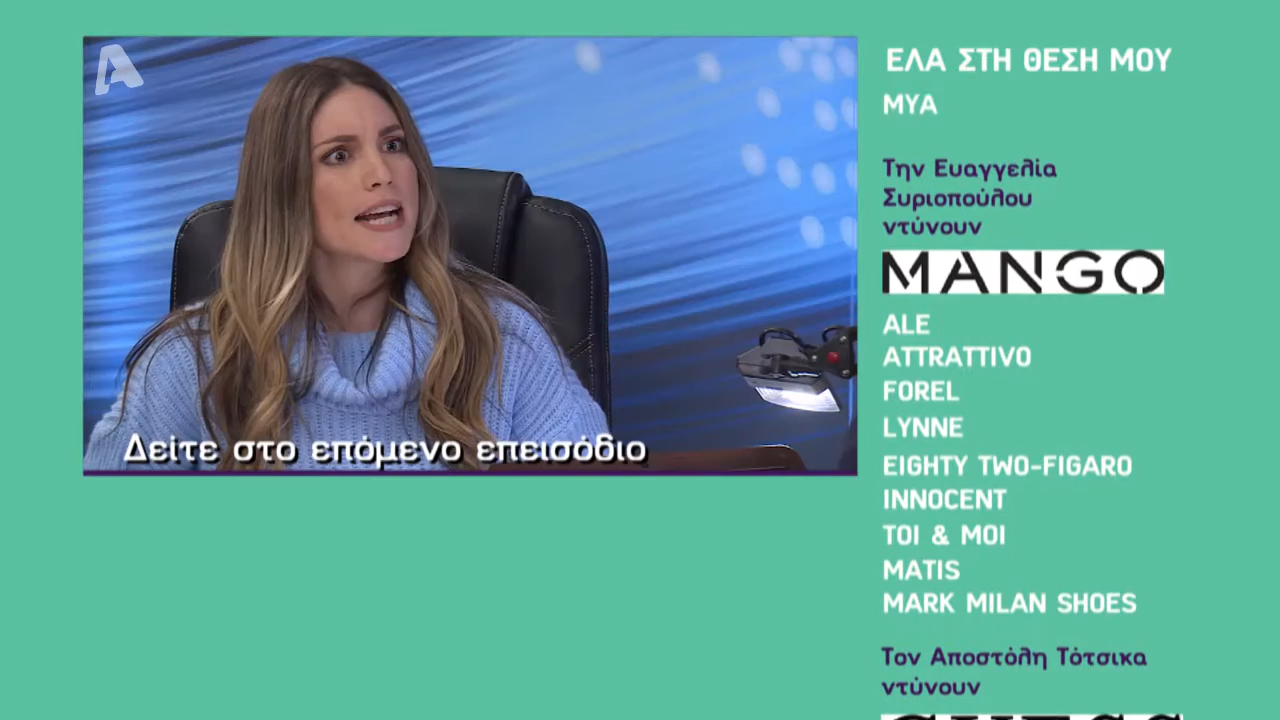 ΕΛΑ ΣΤΗ ΘΕΣΗ ΜΟΥ
ΜΥΑ
Την Ευαγγελία
Συριοπούλου
ντύνουν
MANGO
ALE
ATTRATTIVO
FOREL
LYNNE
EIGHTY TWO-FIGARO
INNOCENT
TOI & MOI
MATIS
MARK MILAN SHOES
Τον Αποστόλη Τότσικα
ντύνουν
Δείτε στο επόμενο επεισόδιο